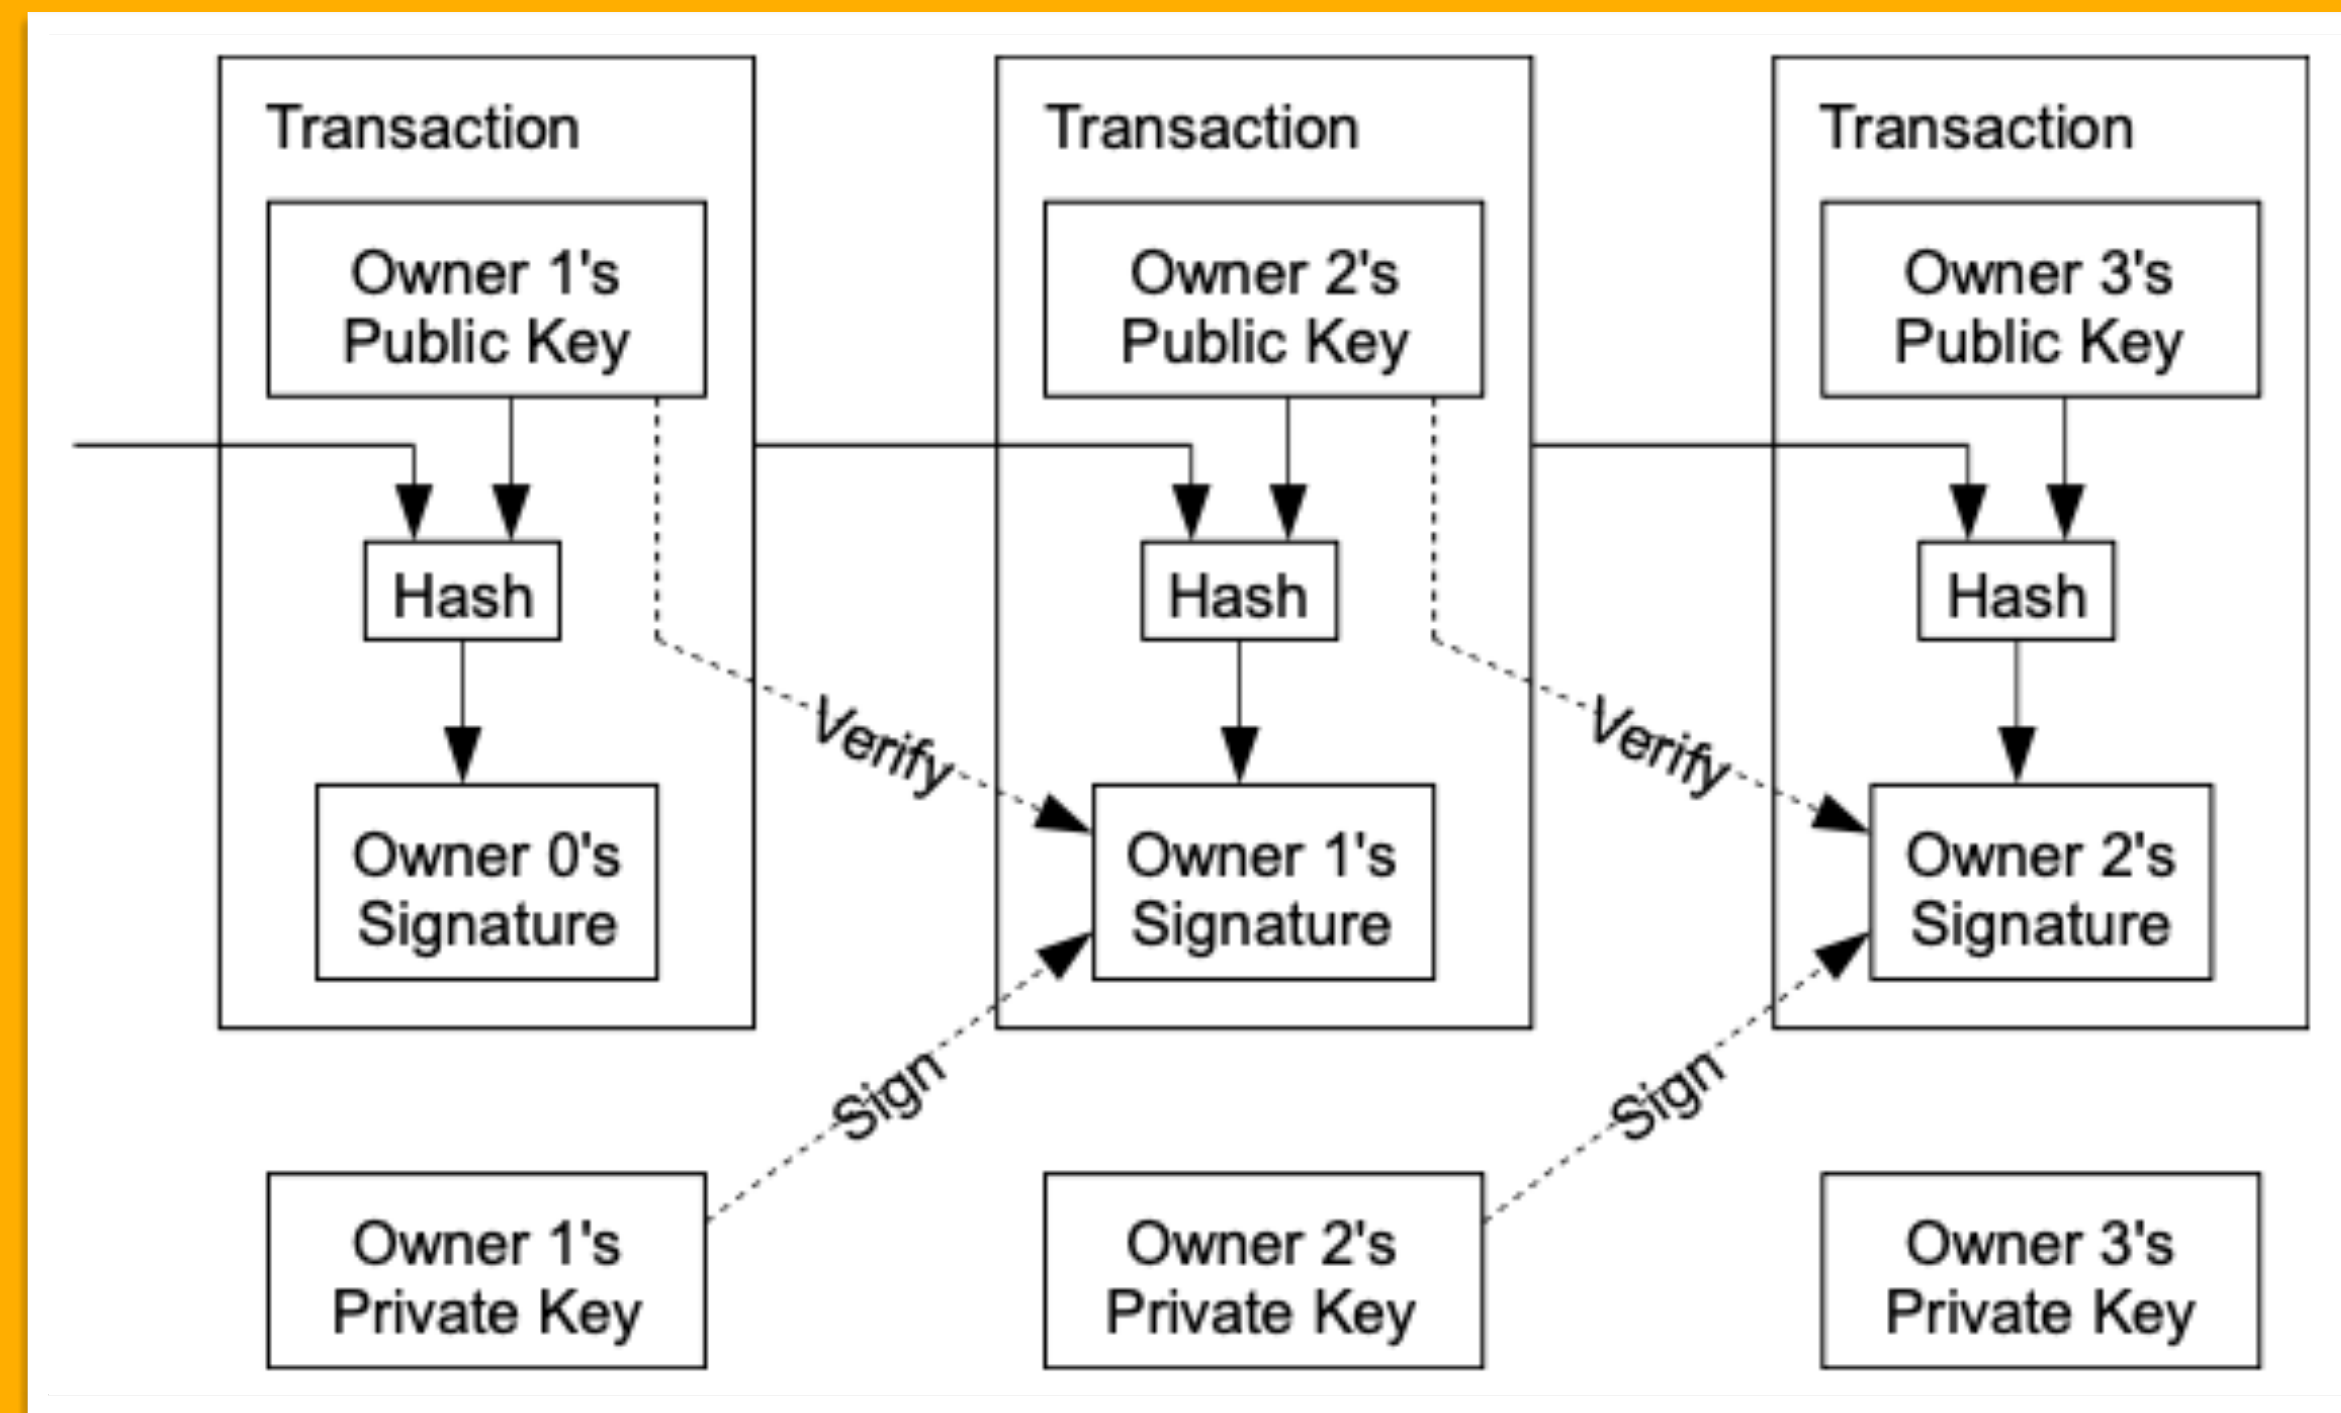 Transaction
Owner 1's
Public Key
Hash
Owner 0's
Signature
Transaction
Owner 2's
Public Key
Hash
Verify
Owner 1's
Signature
Sign
Transaction
Owner 3's
Public Key
Hash
Verify
Owner 2's
Signature
Sign
Owner 1's
Private Key
Owner 2's
Private Key
Owner 3's
Private Key